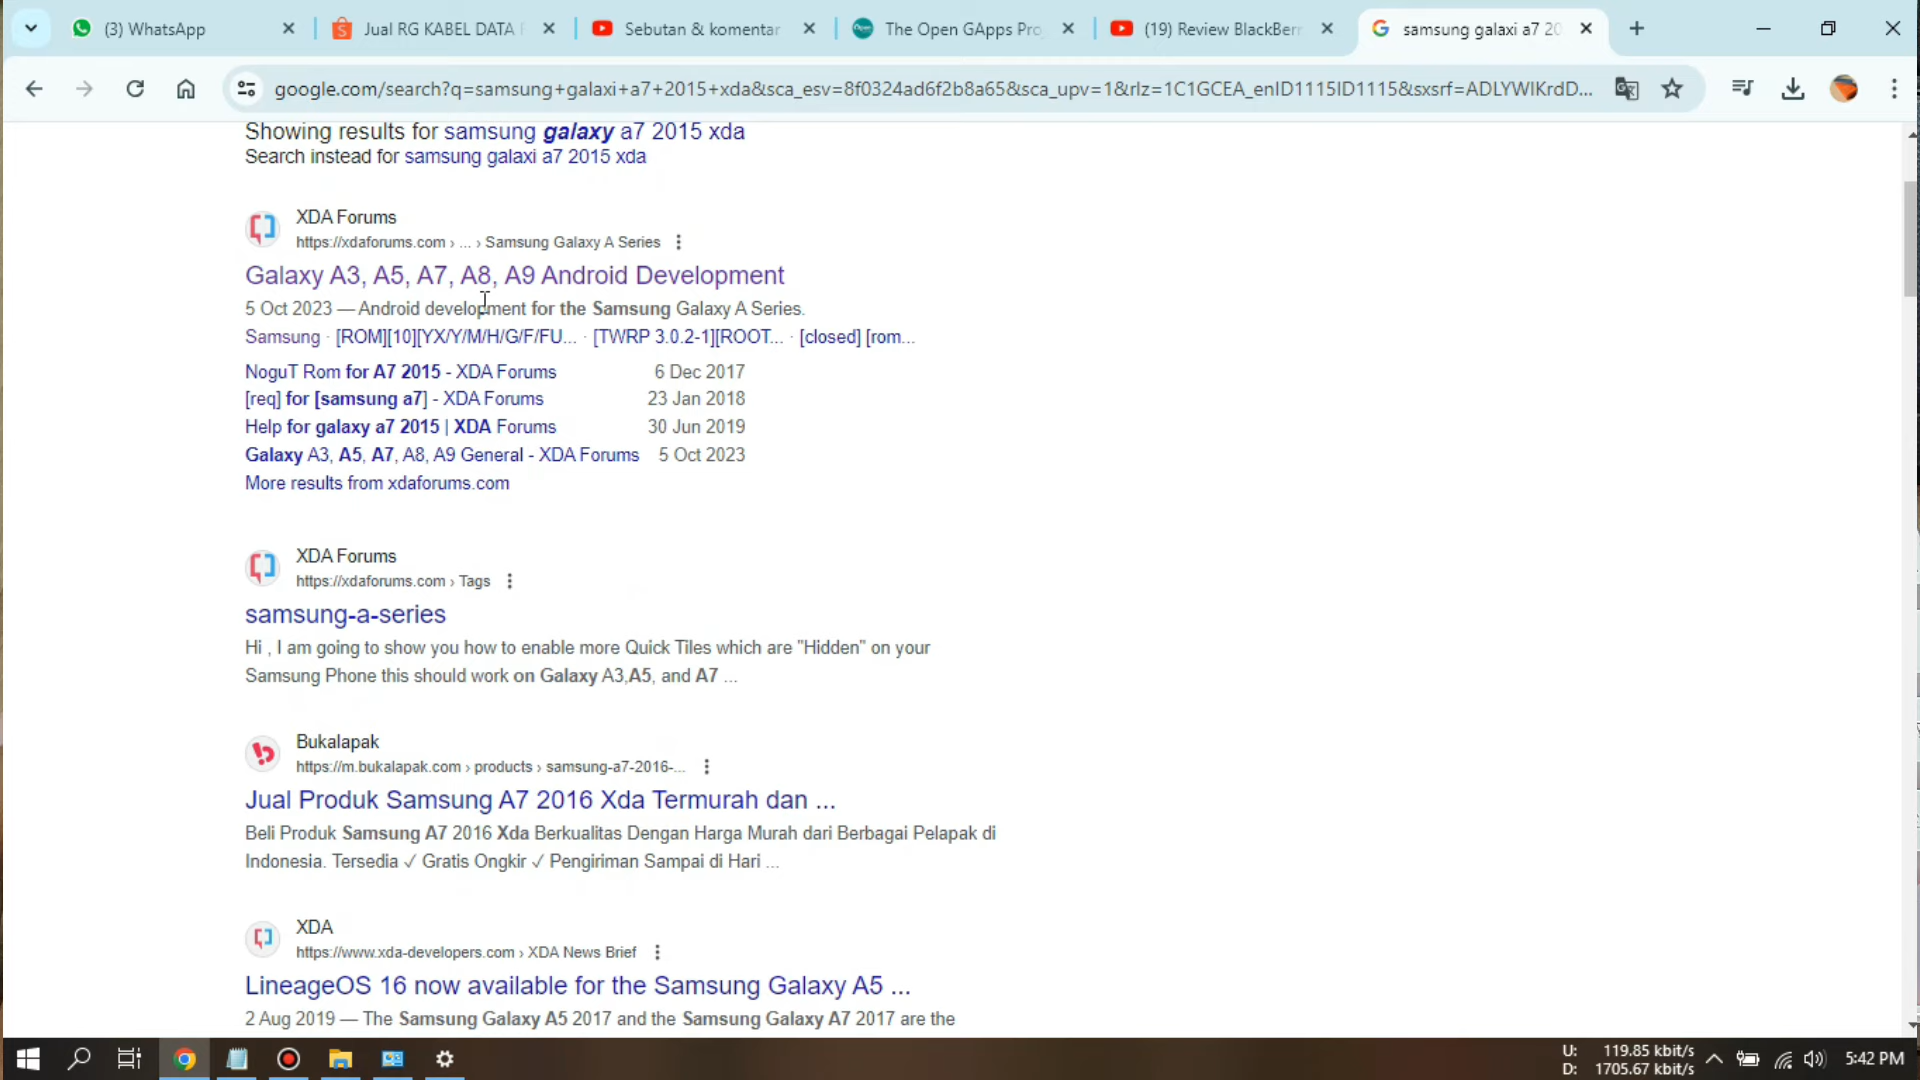 (3) WhatsApp
Jual RG KABEL DATA
Sebutan & komentar
The Open GApps Pro
(19) Review BlackBerr
samsung galaxi a7 20
google.com/search?q=samsung+galaxi+a7+2015+xda&sca_esv=8f0324ad6f2b8a65&sca_upv=1&rlz=1C1GCEA_enID1115ID1115&sxsrf=ADLYWIKrdD...
Showing results for samsung galaxy a7 2015 xda
Search instead for samsung galaxi a7 2015 xda
XDA Forums
https://xdaforums.com › ... › Samsung Galaxy A Series
Galaxy A3, A5, A7, A8, A9 Android Development
5 Oct 2023 — Android development for the Samsung Galaxy A Series.
Samsung · [ROM][10][YX/Y/M/H/G/F/FU... · [TWRP 3.0.2-1][ROOT... · [closed] [rom...
NoguT Rom for A7 2015 - XDA Forums 6 Dec 2017
[req] for [samsung a7] - XDA Forums 23 Jan 2018
Help for galaxy a7 2015 | XDA Forums 30 Jun 2019
Galaxy A3, A5, A7, A8, A9 General - XDA Forums 5 Oct 2023
More results from xdaforums.com
XDA Forums
https://xdaforums.com › Tags
samsung-a-series
Hi , I am going to show you how to enable more Quick Tiles which are "Hidden" on your
Samsung Phone this should work on Galaxy A3,A5, and A7 ...
Bukalapak
https://m.bukalapak.com › products › samsung-a7-2016-...
Jual Produk Samsung A7 2016 Xda Termurah dan ...
Beli Produk Samsung A7 2016 Xda Berkualitas Dengan Harga Murah dari Berbagai Pelapak di
Indonesia. Tersedia ✓ Gratis Ongkir ✓ Pengiriman Sampai di Hari ...
XDA
https://www.xda-developers.com › XDA News Brief
LineageOS 16 now available for the Samsung Galaxy A5 ...
2 Aug 2019 — The Samsung Galaxy A5 2017 and the Samsung Galaxy A7 2017 are the
U: 119.85 kbit/s
D: 1705.67 kbit/s
5:42 PM